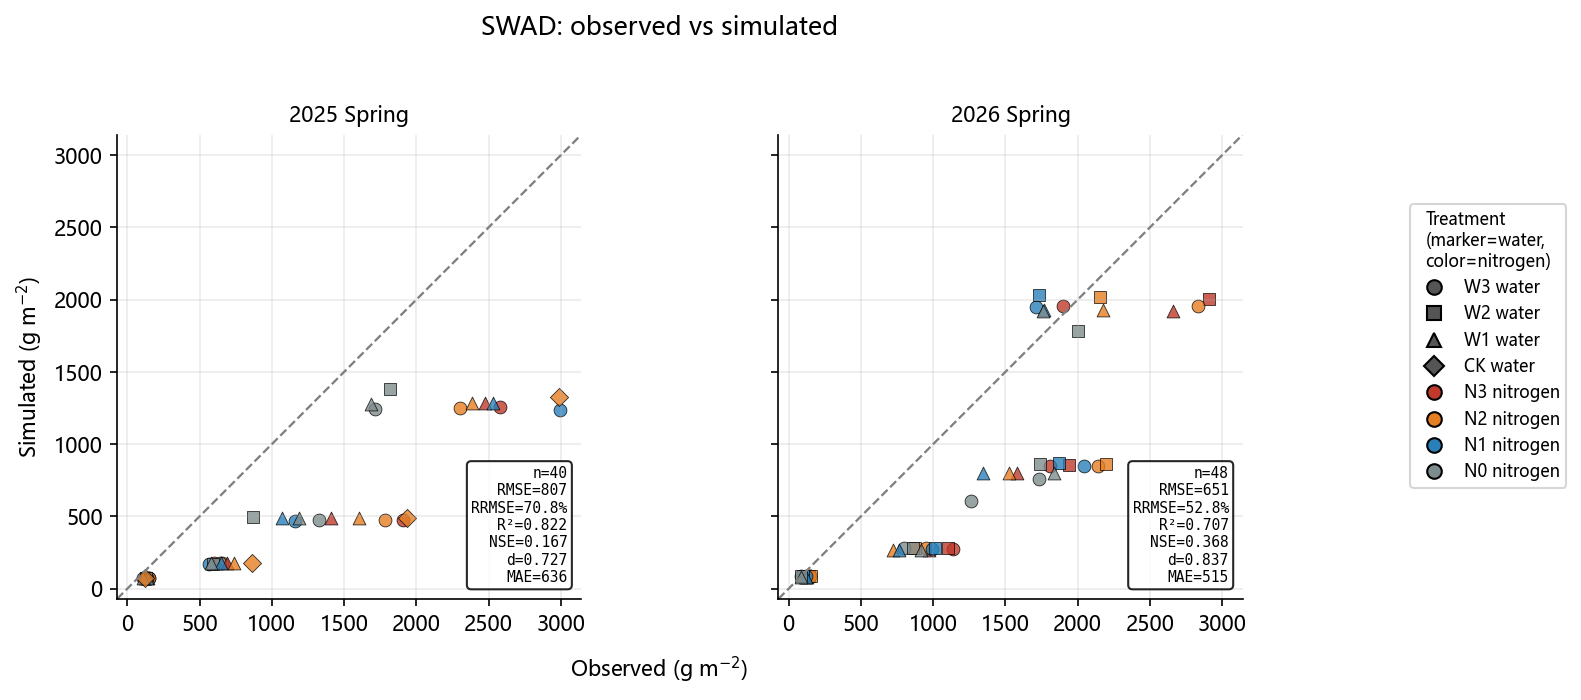 SWAD: observed vs simulated
2025 Spring
2026 Spring
Simulated (g m⁻²)
3000
2500
2000
1500
1000
500
0
n=40
RMSE=807
RRMSE=70.8%
R²=0.822
NSE=0.167
d=0.727
MAE=636
0 500 1000 1500 2000 2500 3000
n=48
RMSE=651
RRMSE=52.8%
R²=0.707
NSE=0.368
d=0.837
MAE=515
0 500 1000 1500 2000 2500 3000
Observed (g m⁻²)
Treatment
(marker=water,
color=nitrogen)
W3 water
W2 water
W1 water
CK water
N3 nitrogen
N2 nitrogen
N1 nitrogen
N0 nitrogen